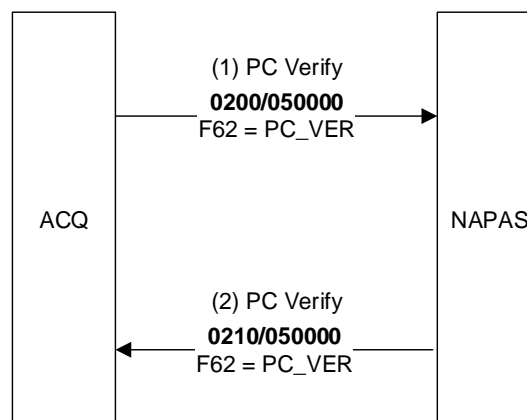 (1) PC Verify
0200/050000
F62 = PC_VER
ACQ
NAPAS
(2) PC Verify
0210/050000
F62 = PC_VER